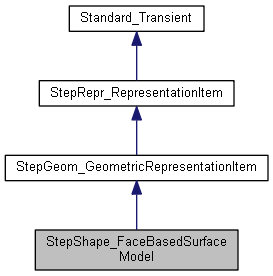 Standard_Transient
StepRepr_RepresentationItem
StepGeom_GeometricRepresentationItem
StepShape_FaceBasedSurface
Model